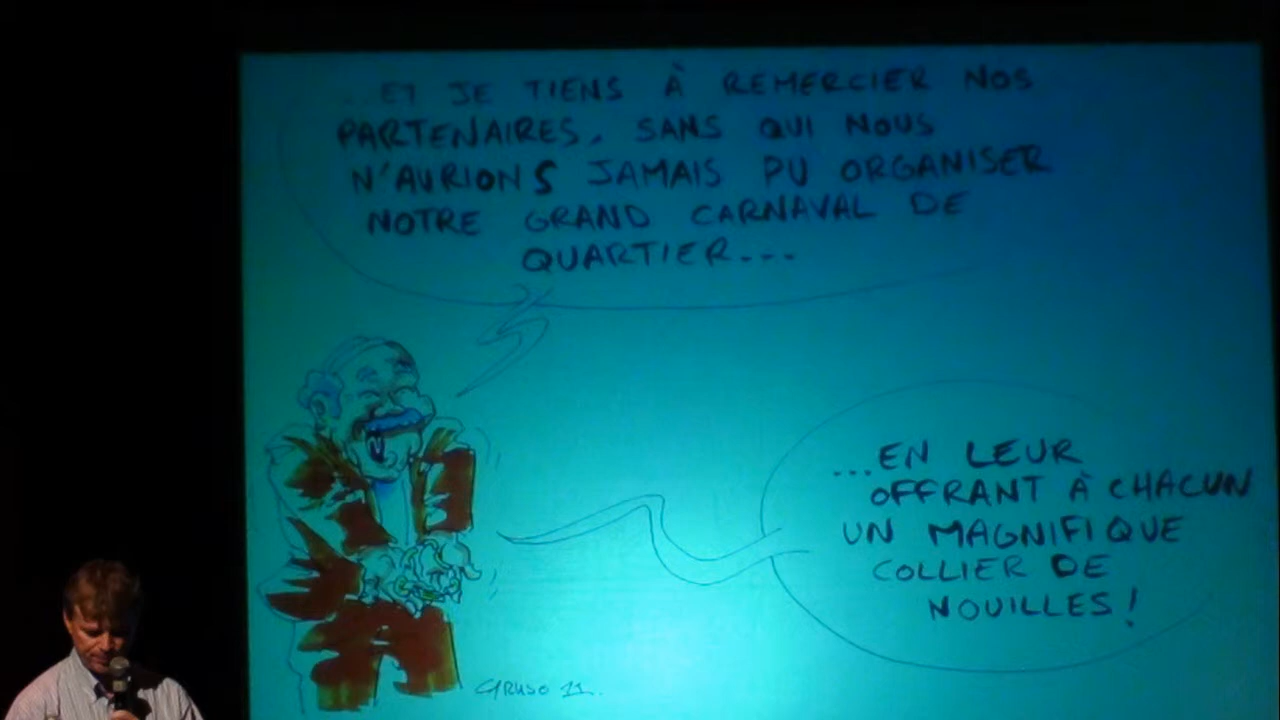 ...ET JE TIENS À REMERCIER NOS
PARTENAIRES, SANS QUI NOUS
N'AURIONS JAMAIS PU ORGANISER
NOTRE GRAND CARNAVAL DE
QUARTIER...
...EN LEUR
OFFRANT À CHACUN
UN MAGNIFIQUE
COLLIER DE
NOUILLES !
CARUSO 11.